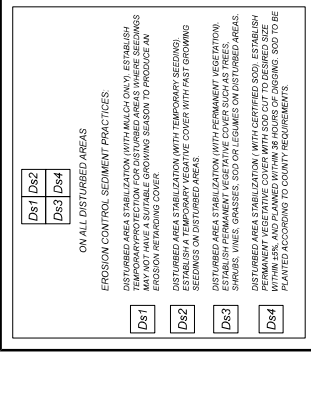 Ds1 Ds2
Ds3 Ds4
ON ALL DISTURBED AREAS
EROSION CONTROL SEDIMENT PRACTICES:
Ds1
DISTURBED AREA STABILIZATION (WITH MULCH ONLY). ESTABLISH
TEMPORARYPROTECTION FOR DISTURBED AREAS WHERE SEEDINGS
MAY NOT HAVE A SUITABLE GROWING SEASON TO PRODUCE AN
EROSION RETARDING COVER.
Ds2
DISTURBED AREA STABILIZATION (WITH TEMPORARY SEEDING).
ESTABLISH A TEMPORARY VEGATIVE COVER WITH FAST GROWING
SEEDINGS ON DISTURBED AREAS.
Ds3
DISTURBED AREA STABILIZATION (WITH PERMANENT VEGETATION).
ESTABLISH PERMANENT VEGETATIVE COVER SUCH AS TREES,
SHRUBS, VINES, GRASSES, SOD OR LEGUMES ON DISTURBED AREAS.
Ds4
DISTURBED AREA STABILIZATION (WITH CERTIFIED SOD). ESTABLISH
PERMANENT VEGETATIVE COVER WITH SOD CUT TO DESIRED SIZE
WITHIN ±5%, AND PLANNED WITHIN 36 HOURS OF DIGGING. SOD TO BE
PLANTED ACCORDING TO COUNTY REQUIREMENTS.